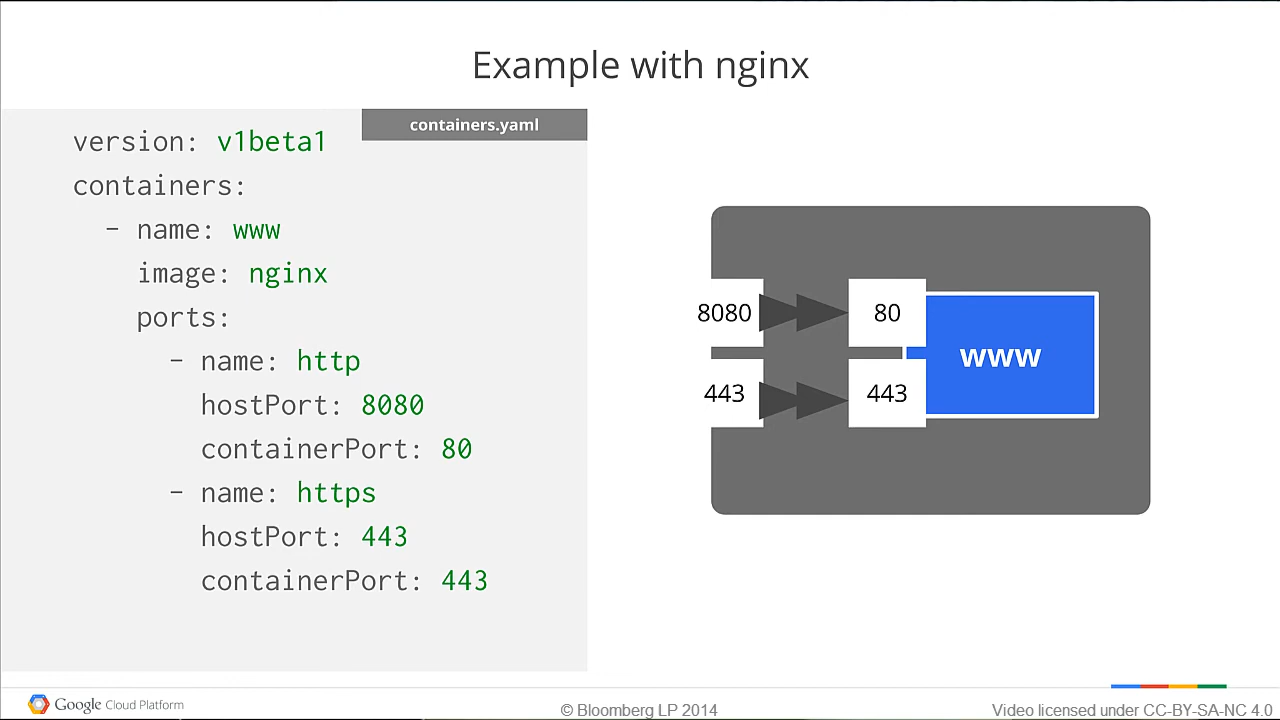 Example with nginx
containers.yaml
version: v1beta1
containers:
- name: www
image: nginx
ports:
- name: http
hostPort: 8080
containerPort: 80
- name: https
hostPort: 443
containerPort: 443
8080
80
443
443
www
Google Cloud Platform
© Bloomberg LP 2014
Video licensed under CC-BY-SA-NC 4.0